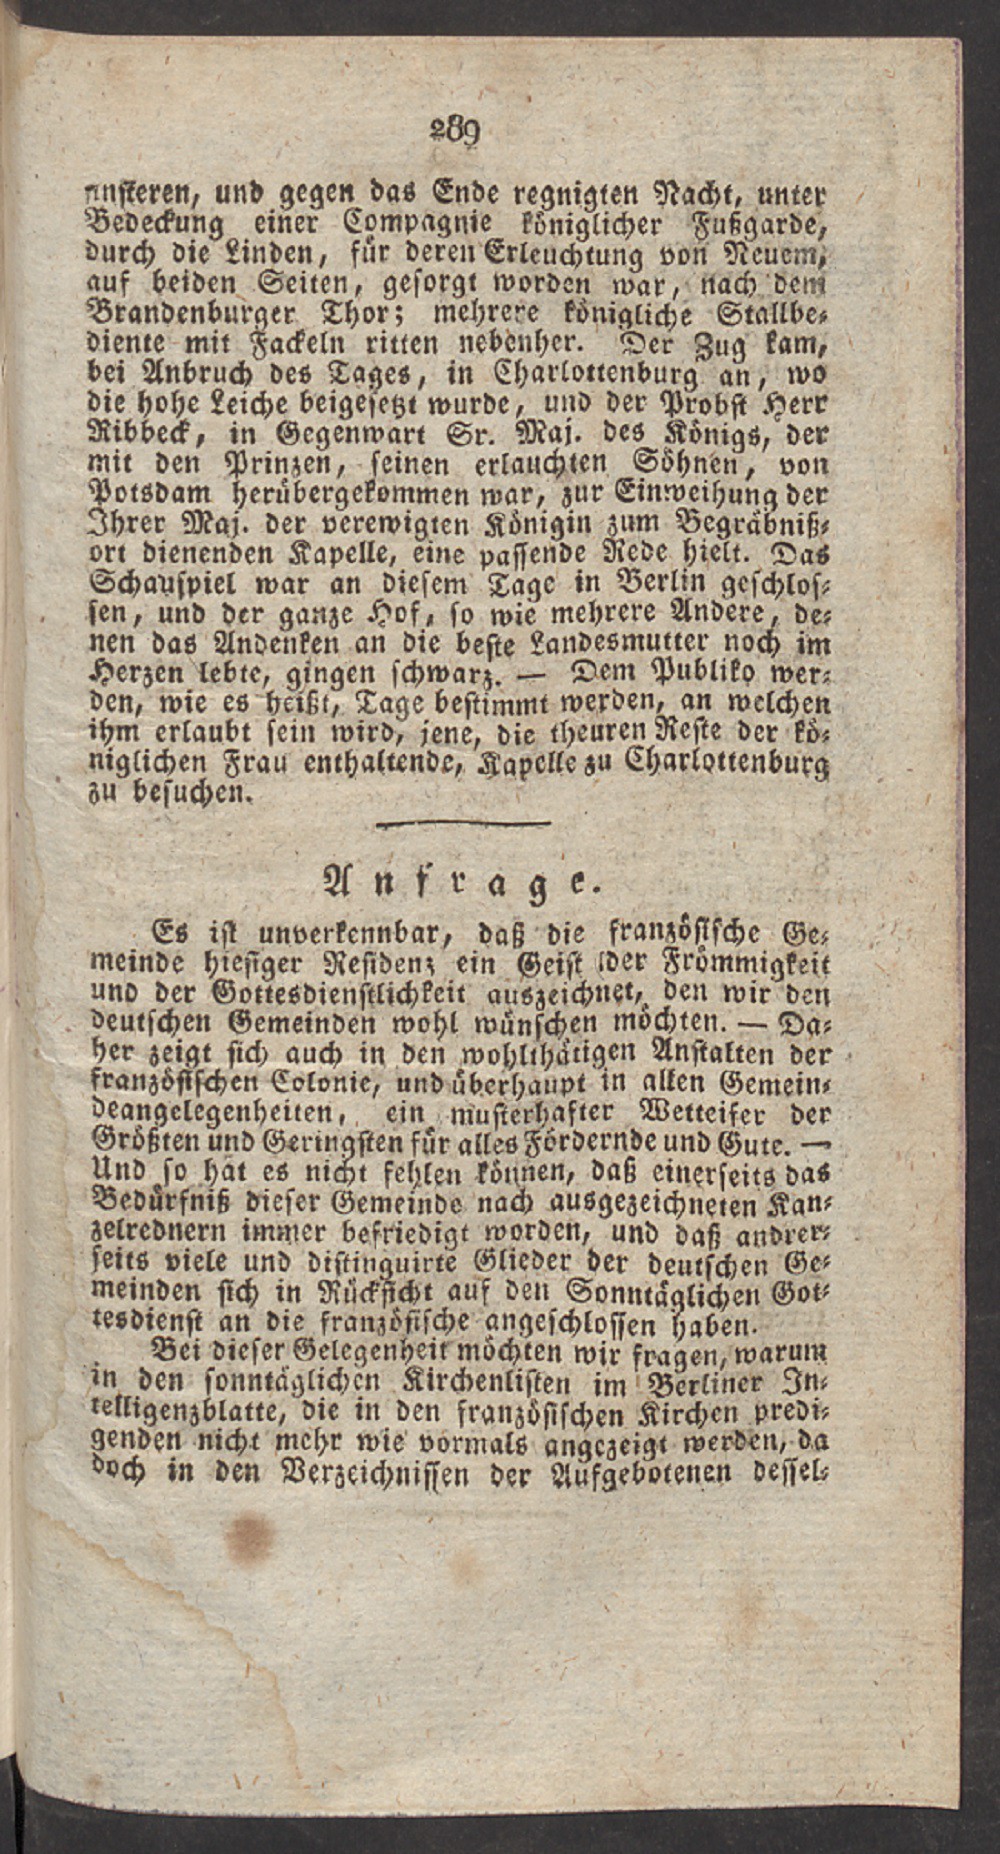 289
finsteren, und gegen das Ende regnigten Nacht, unter
Bedeckung einer Compagnie königlicher Fußgarde,
durch die Linden, für deren Erleuchtung von Neuem,
auf beiden Seiten, gesorgt worden war, nach dem
Brandenburger Thor; mehrere königliche Stallbe-
diente mit Fackeln ritten nebenher. Der Zug kam,
bei Anbruch des Tages, in Charlottenburg an, wo
die hohe Leiche beigesetzt wurde, und der Probst Herr
Ribbeck, in Gegenwart Sr. Maj. des Königs, der
mit den Prinzen, seinen erlauchten Söhnen, von
Potsdam herübergekommen war, zur Einweihung der
Ihrer Maj. der verewigten Königin zum Begräbniß-
ort dienenden Kapelle, eine passende Rede hielt. Das
Schauspiel war an diesem Tage in Berlin geschlos-
sen, und der ganze Hof, so wie mehrere Andere, de-
nen das Andenken an die beste Landesmutter noch im
Herzen lebte, gingen schwarz. — Dem Publiko wer-
den, wie es heißt, Tage bestimmt werden, an welchen
ihm erlaubt sein wird, jene, die theuren Reste der kö-
niglichen Frau enthaltende, Kapelle zu Charlottenburg
zu besuchen.
Anfrage.
Es ist unverkennbar, daß die französische Ge-
meinde hiesiger Residenz ein Geist der Frömmigkeit
und der Gottesdienstlichkeit auszeichnet, den wir den
deutschen Gemeinden wohl wünschen möchten. — Da-
her zeigt sich auch in den wohlthätigen Anstalten der
französischen Colonie, und überhaupt in allen Gemein-
deangelegenheiten, ein musterhafter Wetteifer der
Größten und Geringsten für alles Fördernde und Gute. —
Und so hat es nicht fehlen können, daß einerseits das
Bedürfniß dieser Gemeinde nach ausgezeichneten Kan-
zelrednern immer befriedigt worden, und daß andrer-
seits viele und distinguirte Glieder der deutschen Ge-
meinden sich in Rücksicht auf den Sonntäglichen Got-
tesdienst an die französische angeschlossen haben.
Bei dieser Gelegenheit möchten wir fragen, warum
in den sonntäglichen Kirchenlisten im Berliner In-
telligenzblatte, die in den französischen Kirchen predi-
genden nicht mehr wie vormals angezeigt werden, da
doch in den Verzeichnissen der Aufgebotenen dessel-